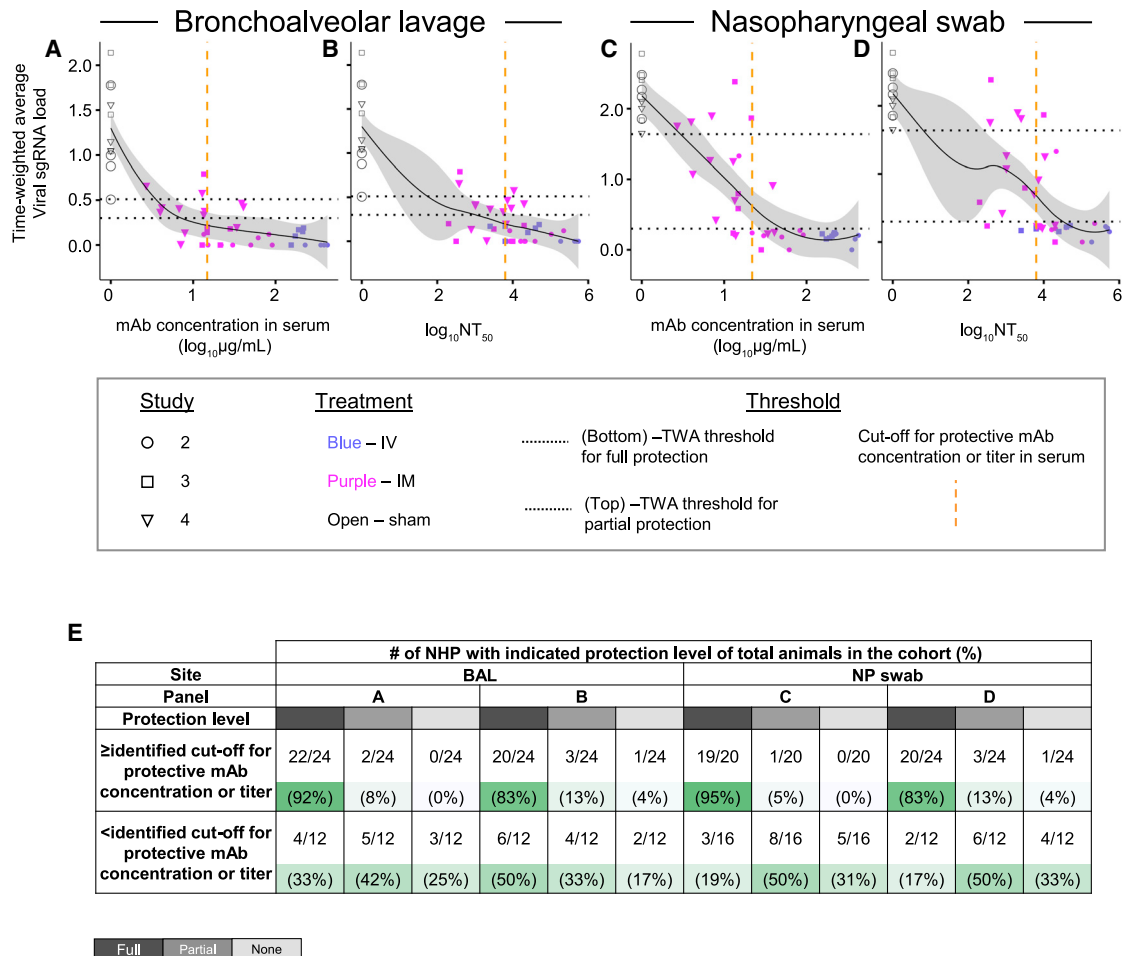 Bronchoalveolar lavage
Nasopharyngeal swab
A
B
C
D
Time-weighted average
Viral sgRNA load
2.0
1.5
1.0
0.5
0.0
2.0
1.0
0.0
0 1 2
0 2 4 6
0 1 2
0 2 4 6
mAb concentration in serum
(log10µg/mL)
log10NT50
mAb concentration in serum
(log10µg/mL)
log10NT50
Study
2
3
4
Treatment
Blue – IV
Purple – IM
Open – sham
Threshold
(Bottom) –TWA threshold
for full protection
(Top) –TWA threshold for
partial protection
Cut-off for protective mAb
concentration or titer in serum
E
# of NHP with indicated protection level of total animals in the cohort (%)
Site BAL NP swab
Panel A B C D
Protection level
≥identified cut-off for
protective mAb
concentration or titer
22/24 2/24 0/24 20/24 3/24 1/24 19/20 1/20 0/20 20/24 3/24 1/24
(92%) (8%) (0%) (83%) (13%) (4%) (95%) (5%) (0%) (83%) (13%) (4%)
<identified cut-off for
protective mAb
concentration or titer
4/12 5/12 3/12 6/12 4/12 2/12 3/16 8/16 5/16 2/12 6/12 4/12
(33%) (42%) (25%) (50%) (33%) (17%) (19%) (50%) (31%) (17%) (50%) (33%)
Full Partial None